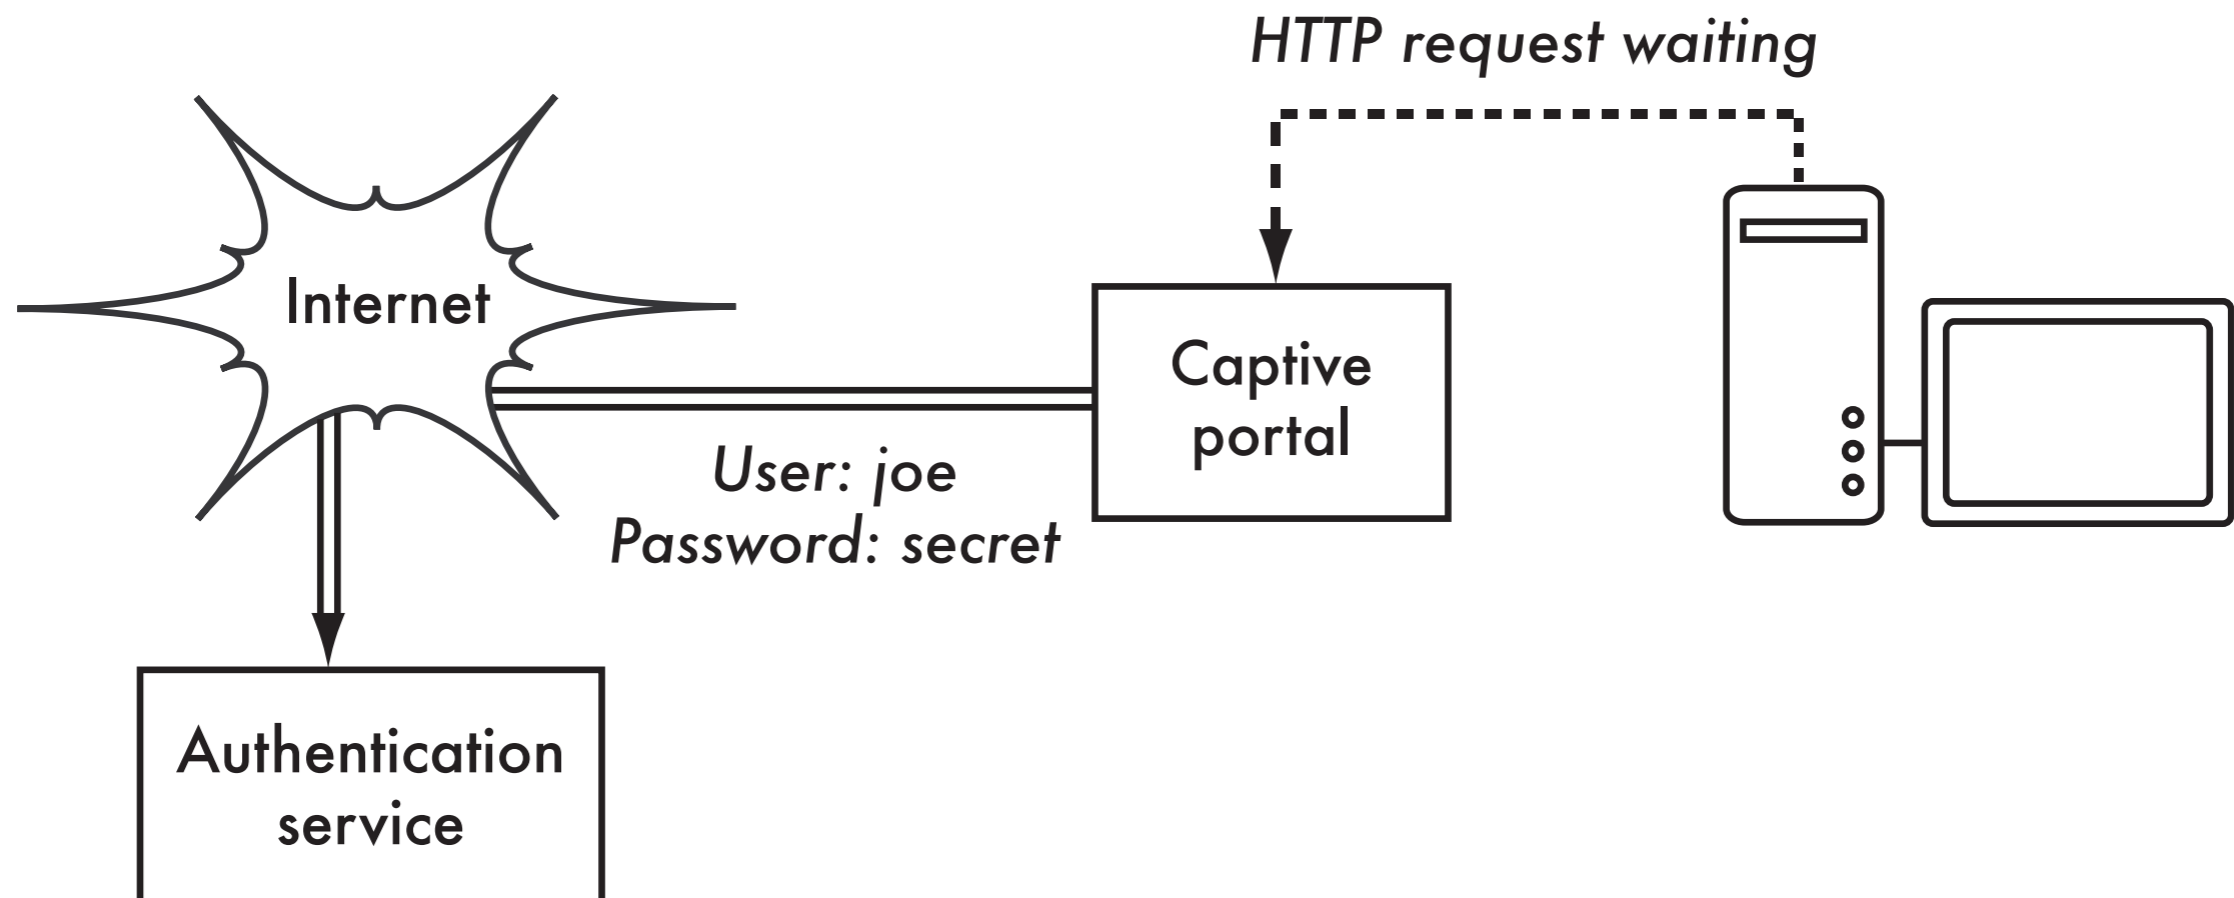 HTTP request waiting
Internet
Captive
portal
User: joe
Password: secret
Authentication
service